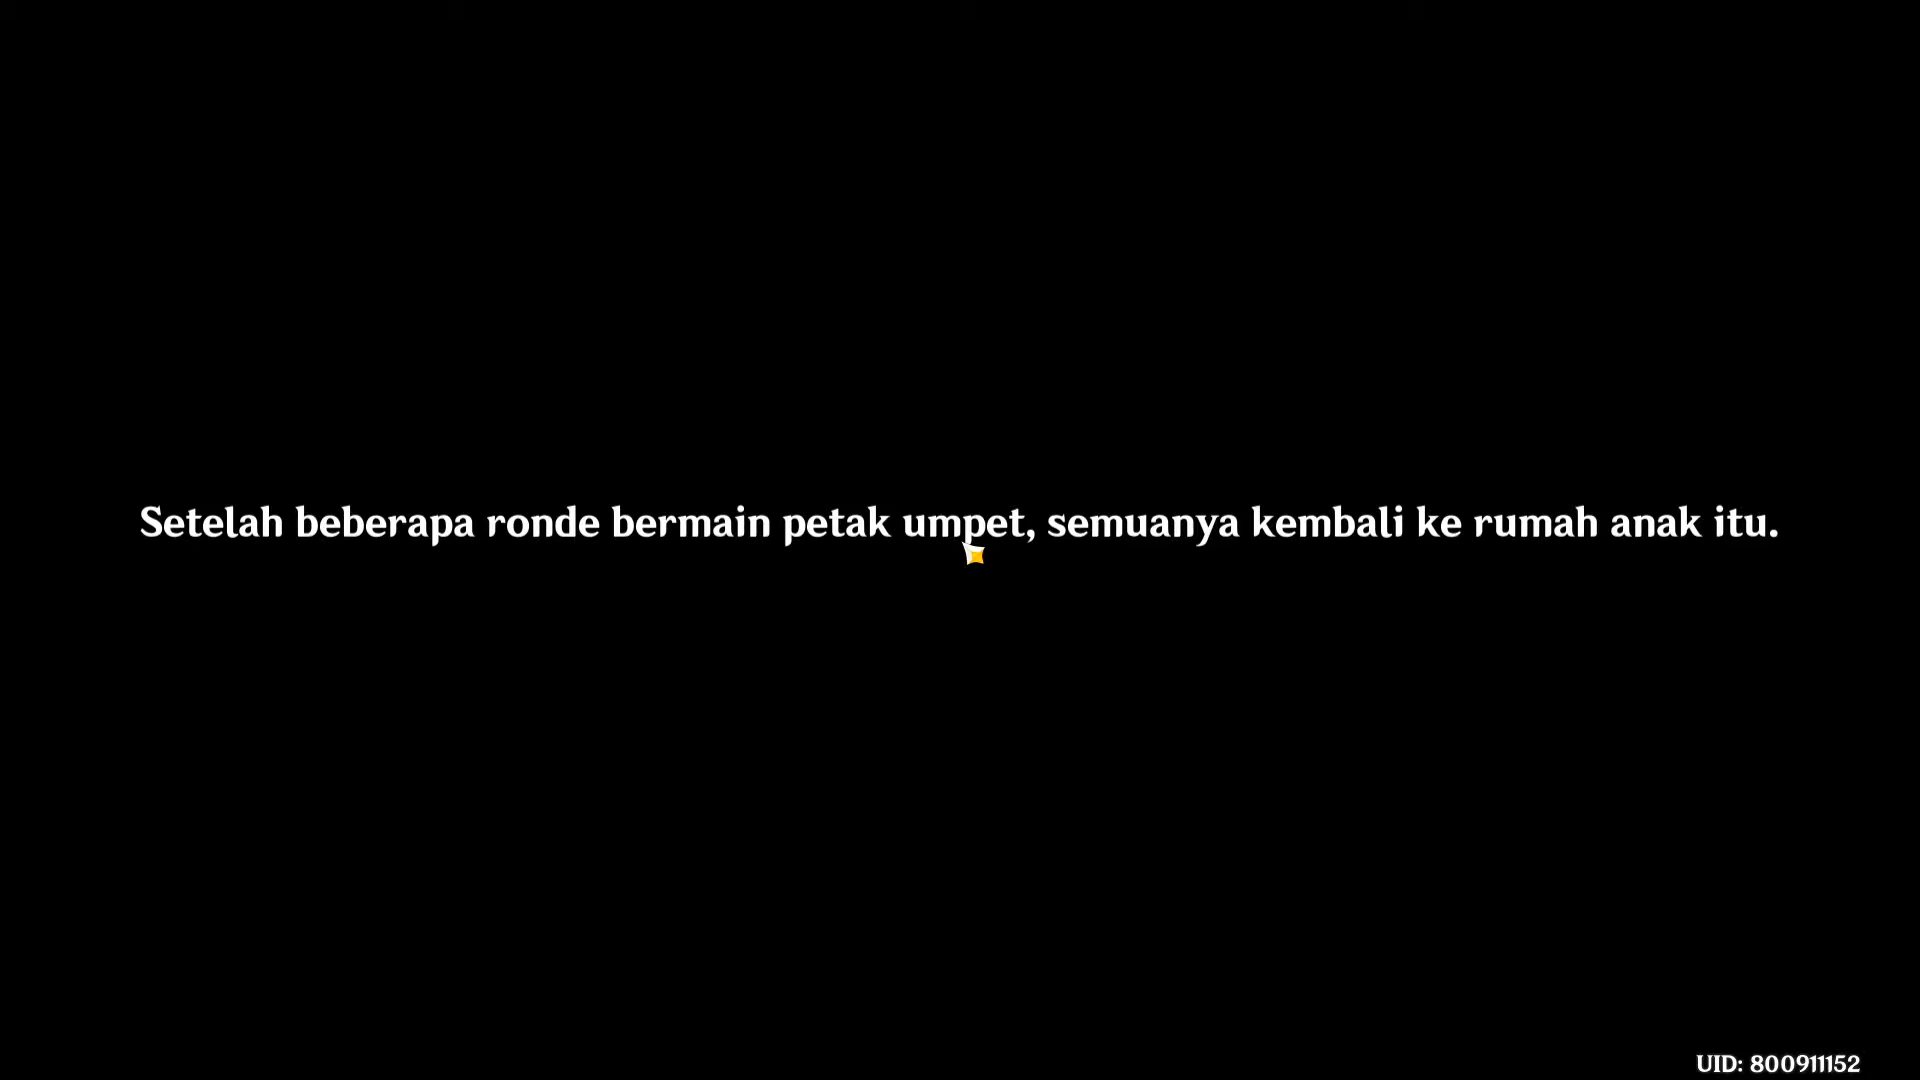 Setelah beberapa ronde bermain petak umpet, semuanya kembali ke rumah anak itu.
UID: 800911152